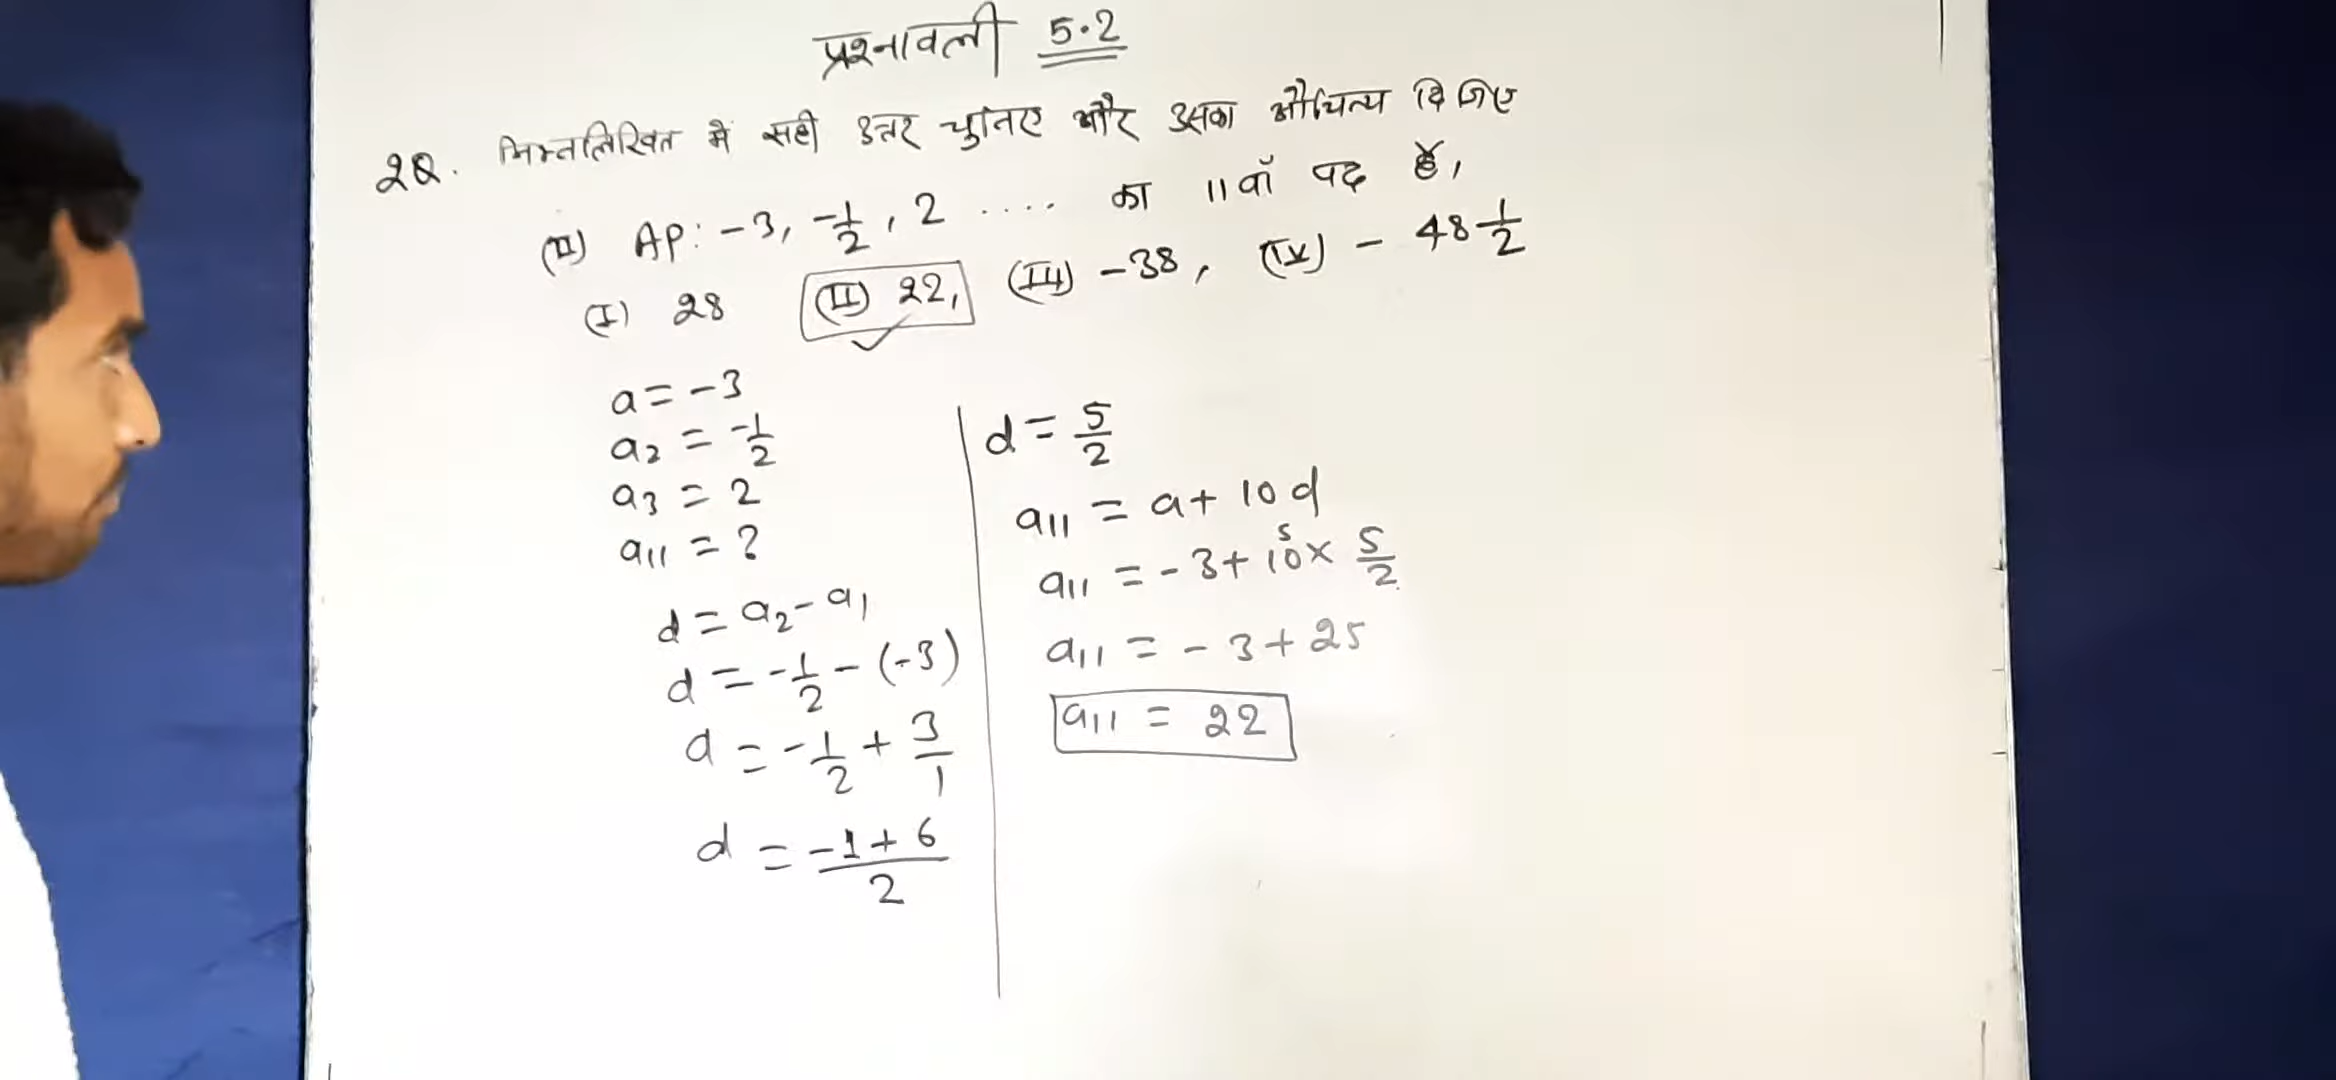 प्रश्नावली 5.2
2Q. निम्नलिखित में सही उत्तर चुनिए और उसका औचित्य दिजिए
(II) AP: -3, -1/2, 2 .... का 11वाँ पद है,
(I) 28 (II) 22, (III) -38, (IV) - 48 1/2
a = -3
a2 = -1/2
a3 = 2
a11 = ?
d = a2 - a1
d = -1/2 - (-3)
d = -1/2 + 3/1
d = -1+6/2
d = 5/2
a11 = a + 10d
a11 = -3 + 10 5 × 5/2
a11 = -3 + 25
a11 = 22